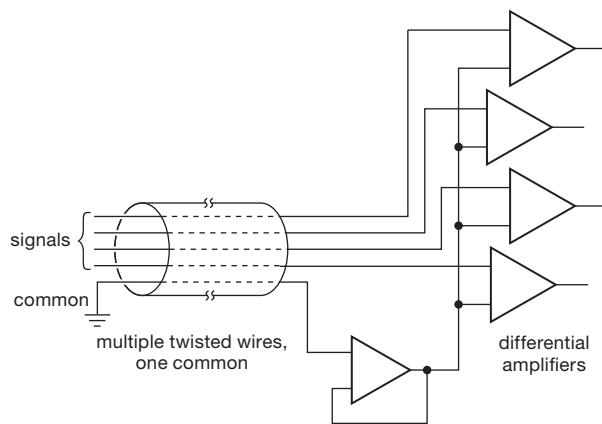 signals
common
multiple twisted wires,
one common
differential
amplifiers